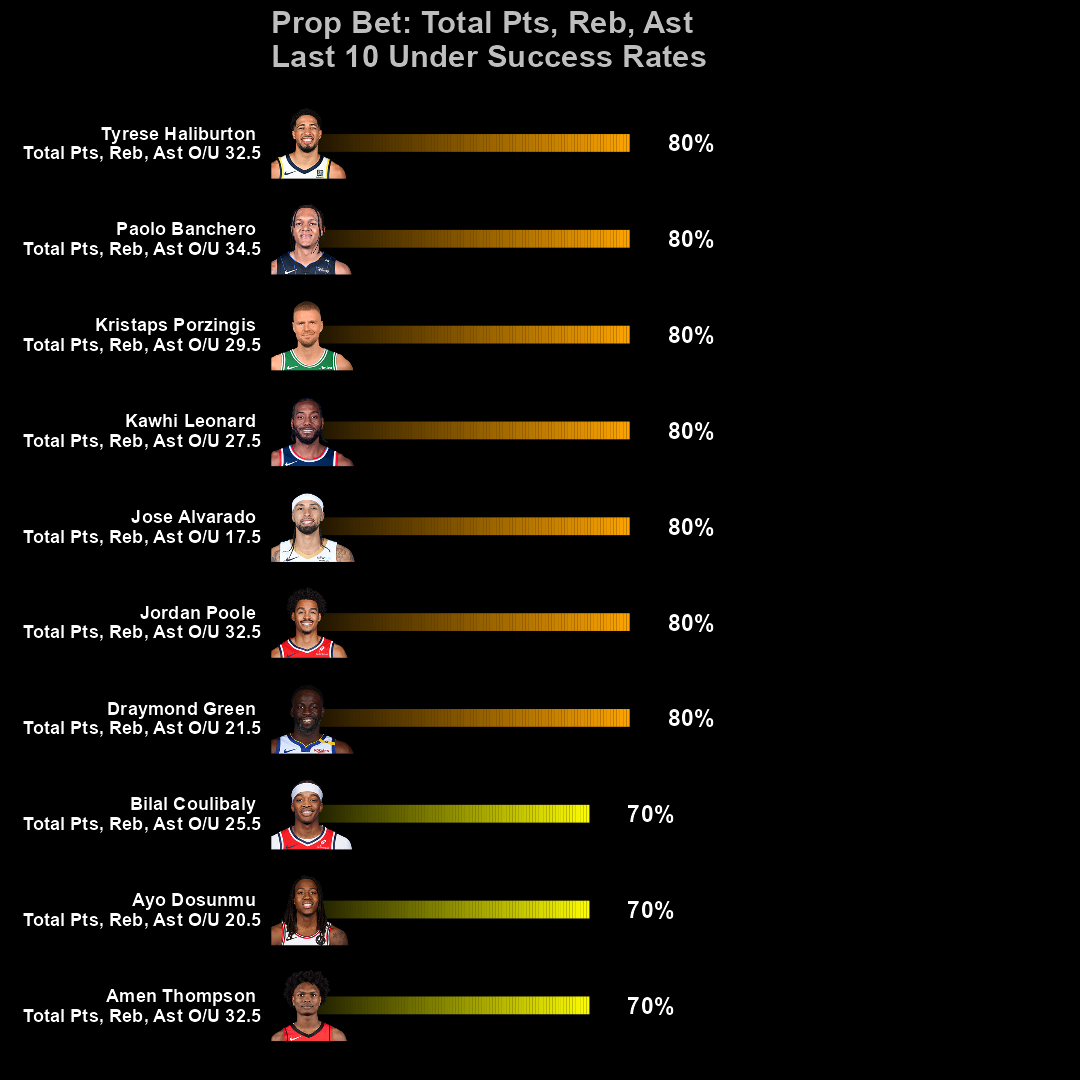 Prop Bet: Total Pts, Reb, Ast
Last 10 Under Success Rates
Tyrese Haliburton
Total Pts, Reb, Ast O/U 32.5
80%
Paolo Banchero
Total Pts, Reb, Ast O/U 34.5
80%
Kristaps Porzingis
Total Pts, Reb, Ast O/U 29.5
80%
Kawhi Leonard
Total Pts, Reb, Ast O/U 27.5
80%
Jose Alvarado
Total Pts, Reb, Ast O/U 17.5
80%
Jordan Poole
Total Pts, Reb, Ast O/U 32.5
80%
Draymond Green
Total Pts, Reb, Ast O/U 21.5
80%
Bilal Coulibaly
Total Pts, Reb, Ast O/U 25.5
70%
Ayo Dosunmu
Total Pts, Reb, Ast O/U 20.5
70%
Amen Thompson
Total Pts, Reb, Ast O/U 32.5
70%